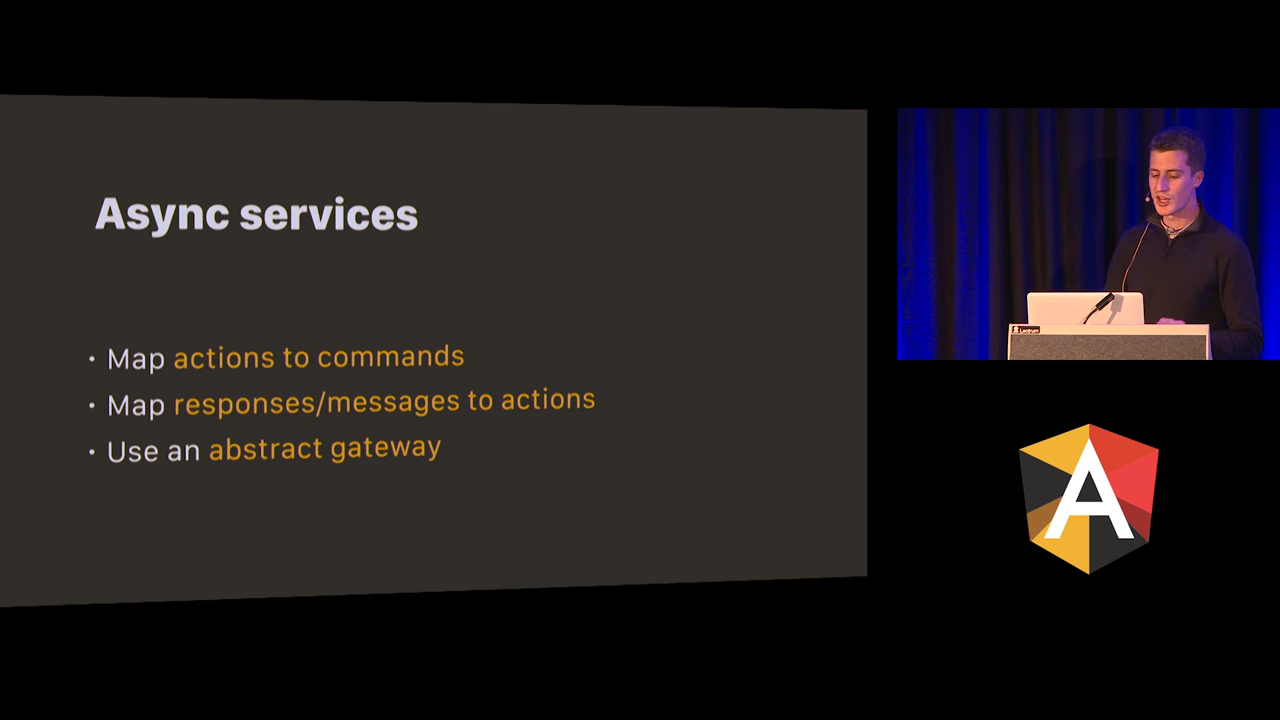 Async services
• Map actions to commands
• Map responses/messages to actions
• Use an abstract gateway
A